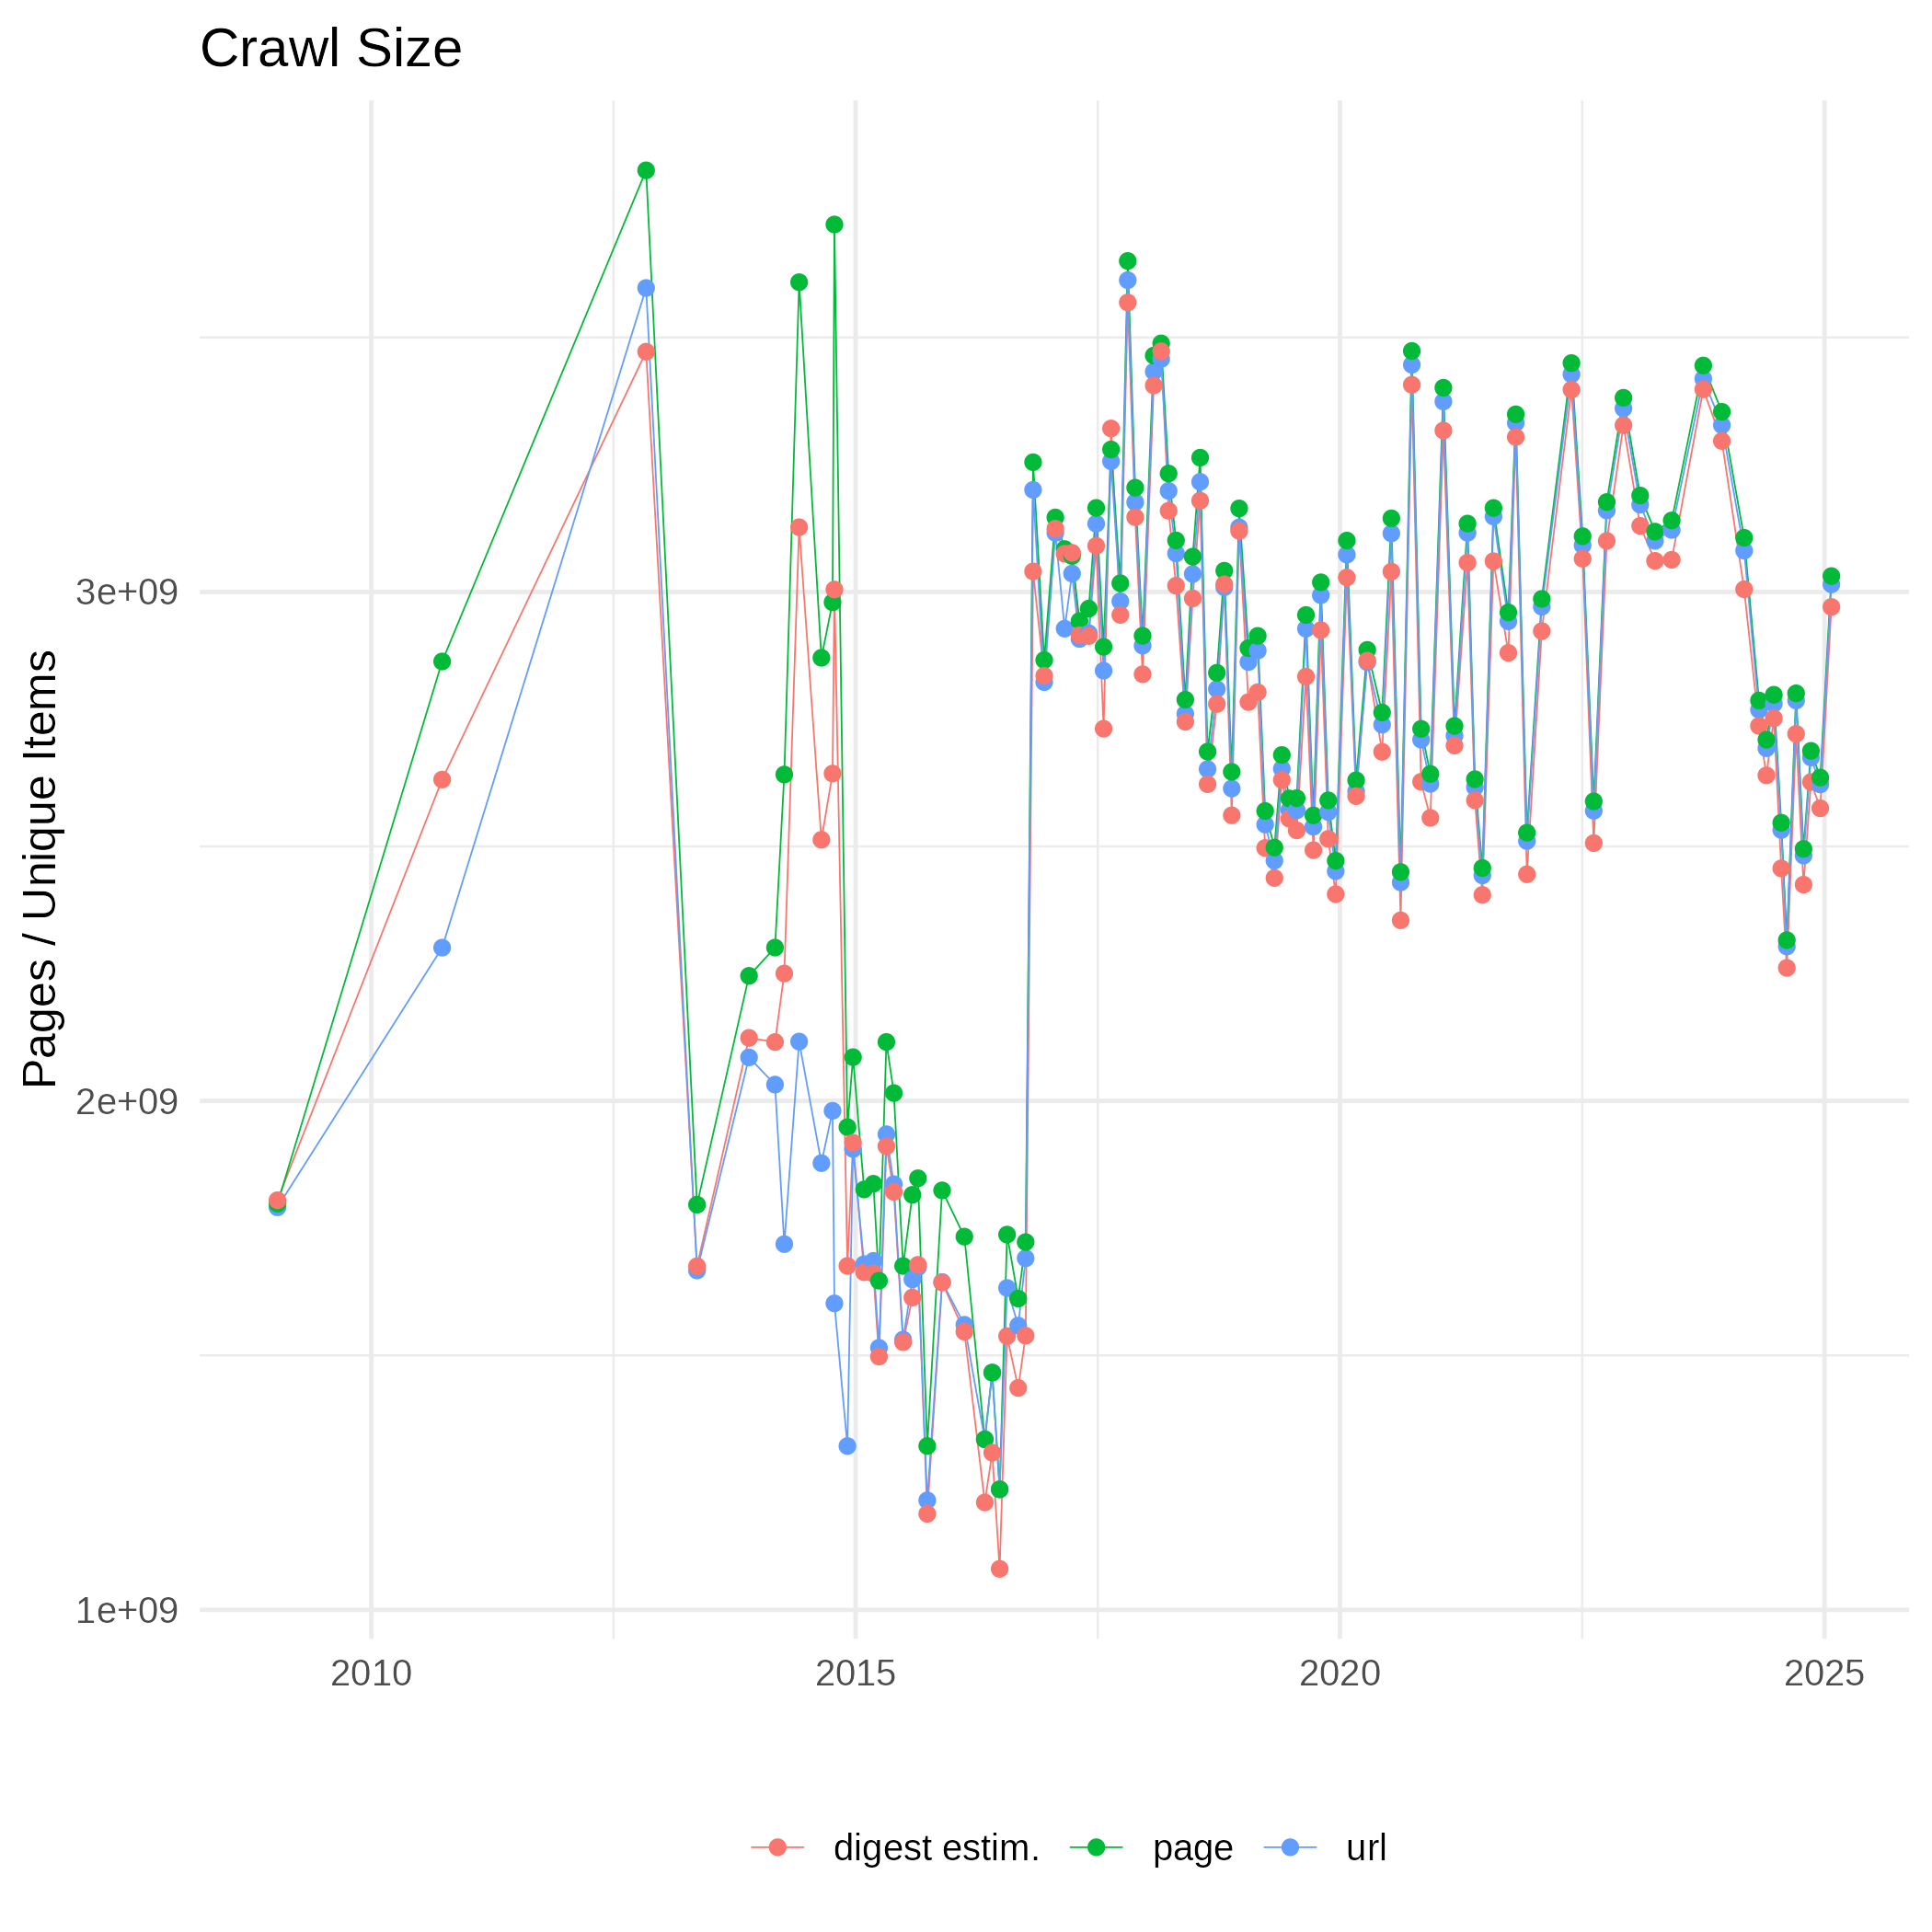 Crawl Size
Pages / Unique Items
3e+09
2e+09
1e+09
2010 2015 2020 2025
digest estim. page url